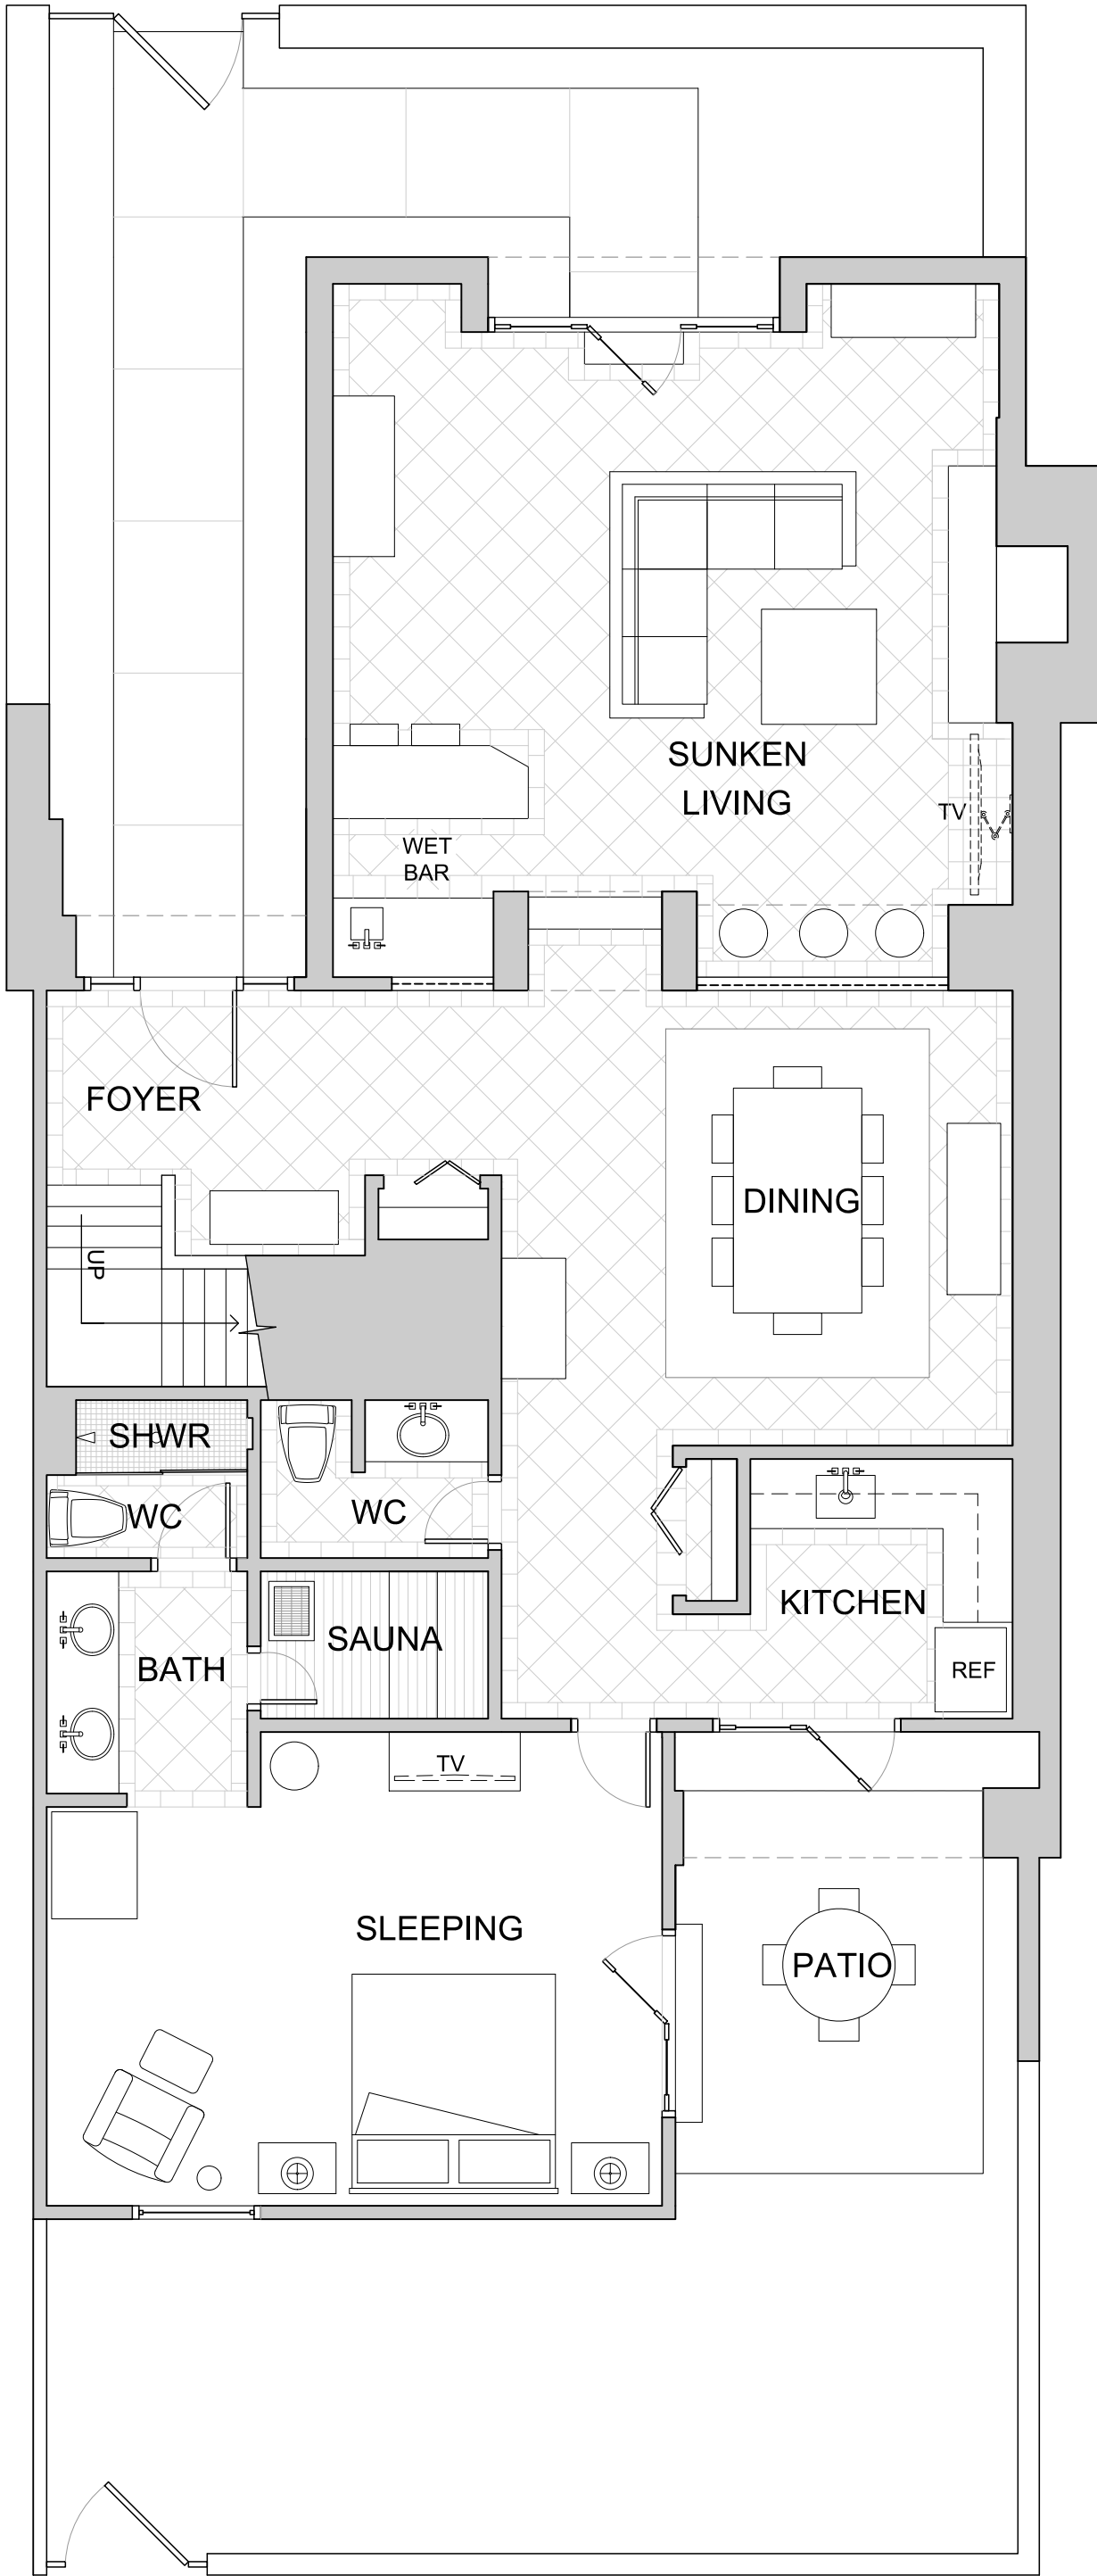 SUNKEN
LIVING
TV
WET
BAR
FOYER
DINING
UP
SHWR
WC
WC
KITCHEN
SAUNA
BATH
REF
TV
SLEEPING
PATIO